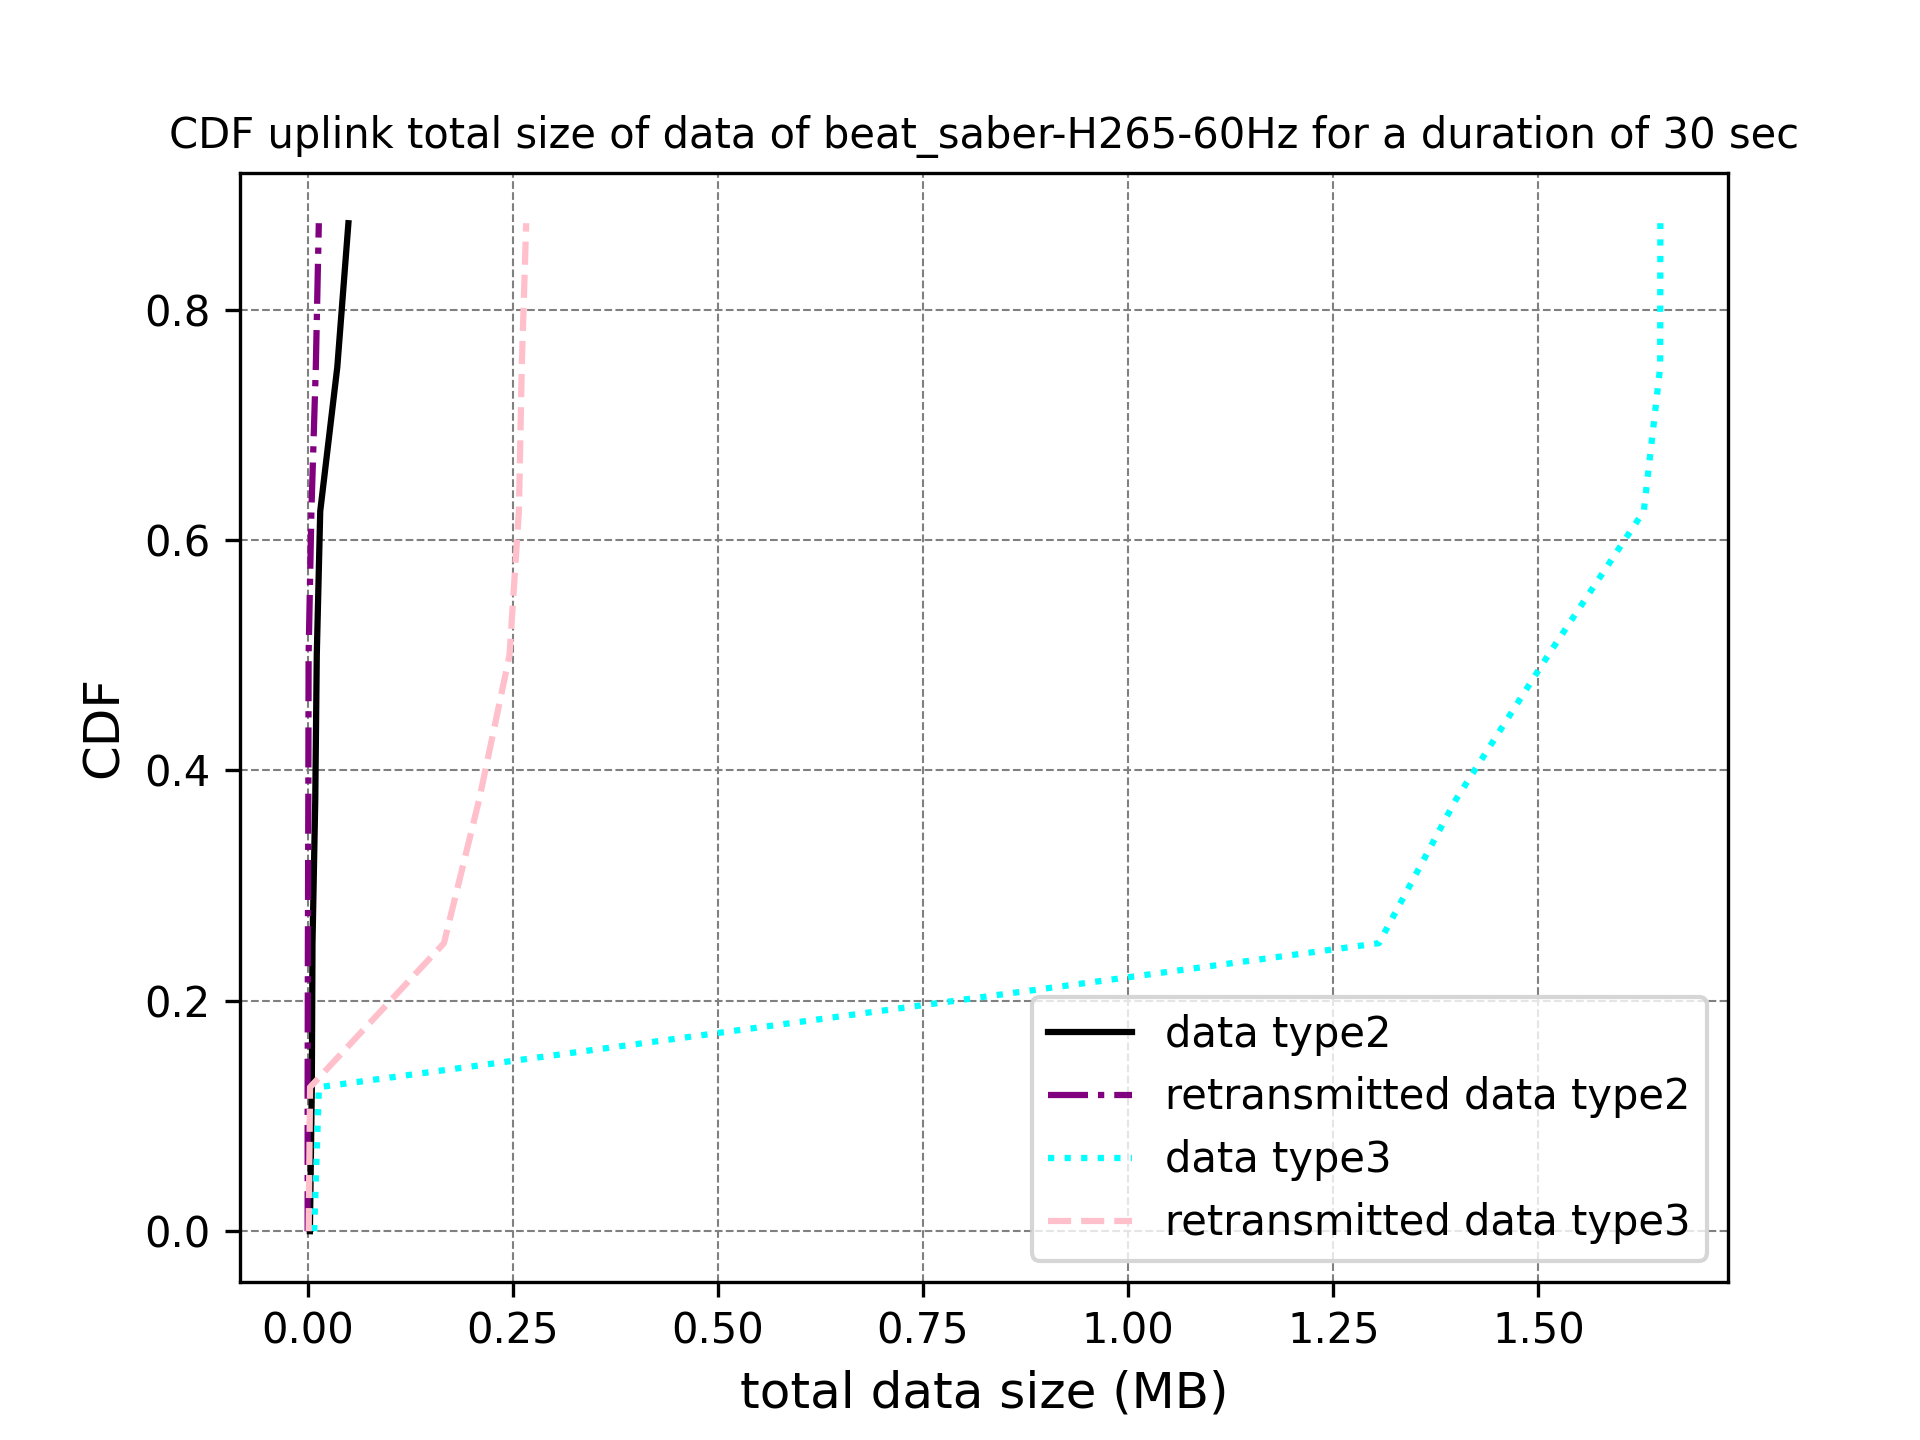 CDF uplink total size of data of beat_saber-H265-60Hz for a duration of 30 sec
0.8
0.6
0.4
0.2
0.0
CDF
0.00 0.25 0.50 0.75 1.00 1.25 1.50
total data size (MB)
data type2
retransmitted data type2
data type3
retransmitted data type3